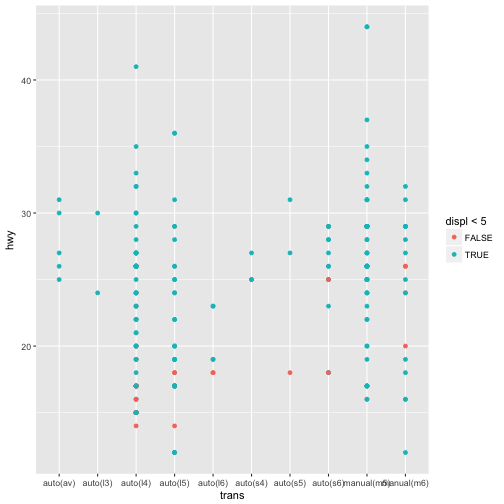 40
30
20
hwy
auto(av) auto(l3) auto(l4) auto(l5) auto(l6) auto(s4) auto(s5) auto(s6) manual(m5) manual(m6)
trans
displ < 5
FALSE
TRUE